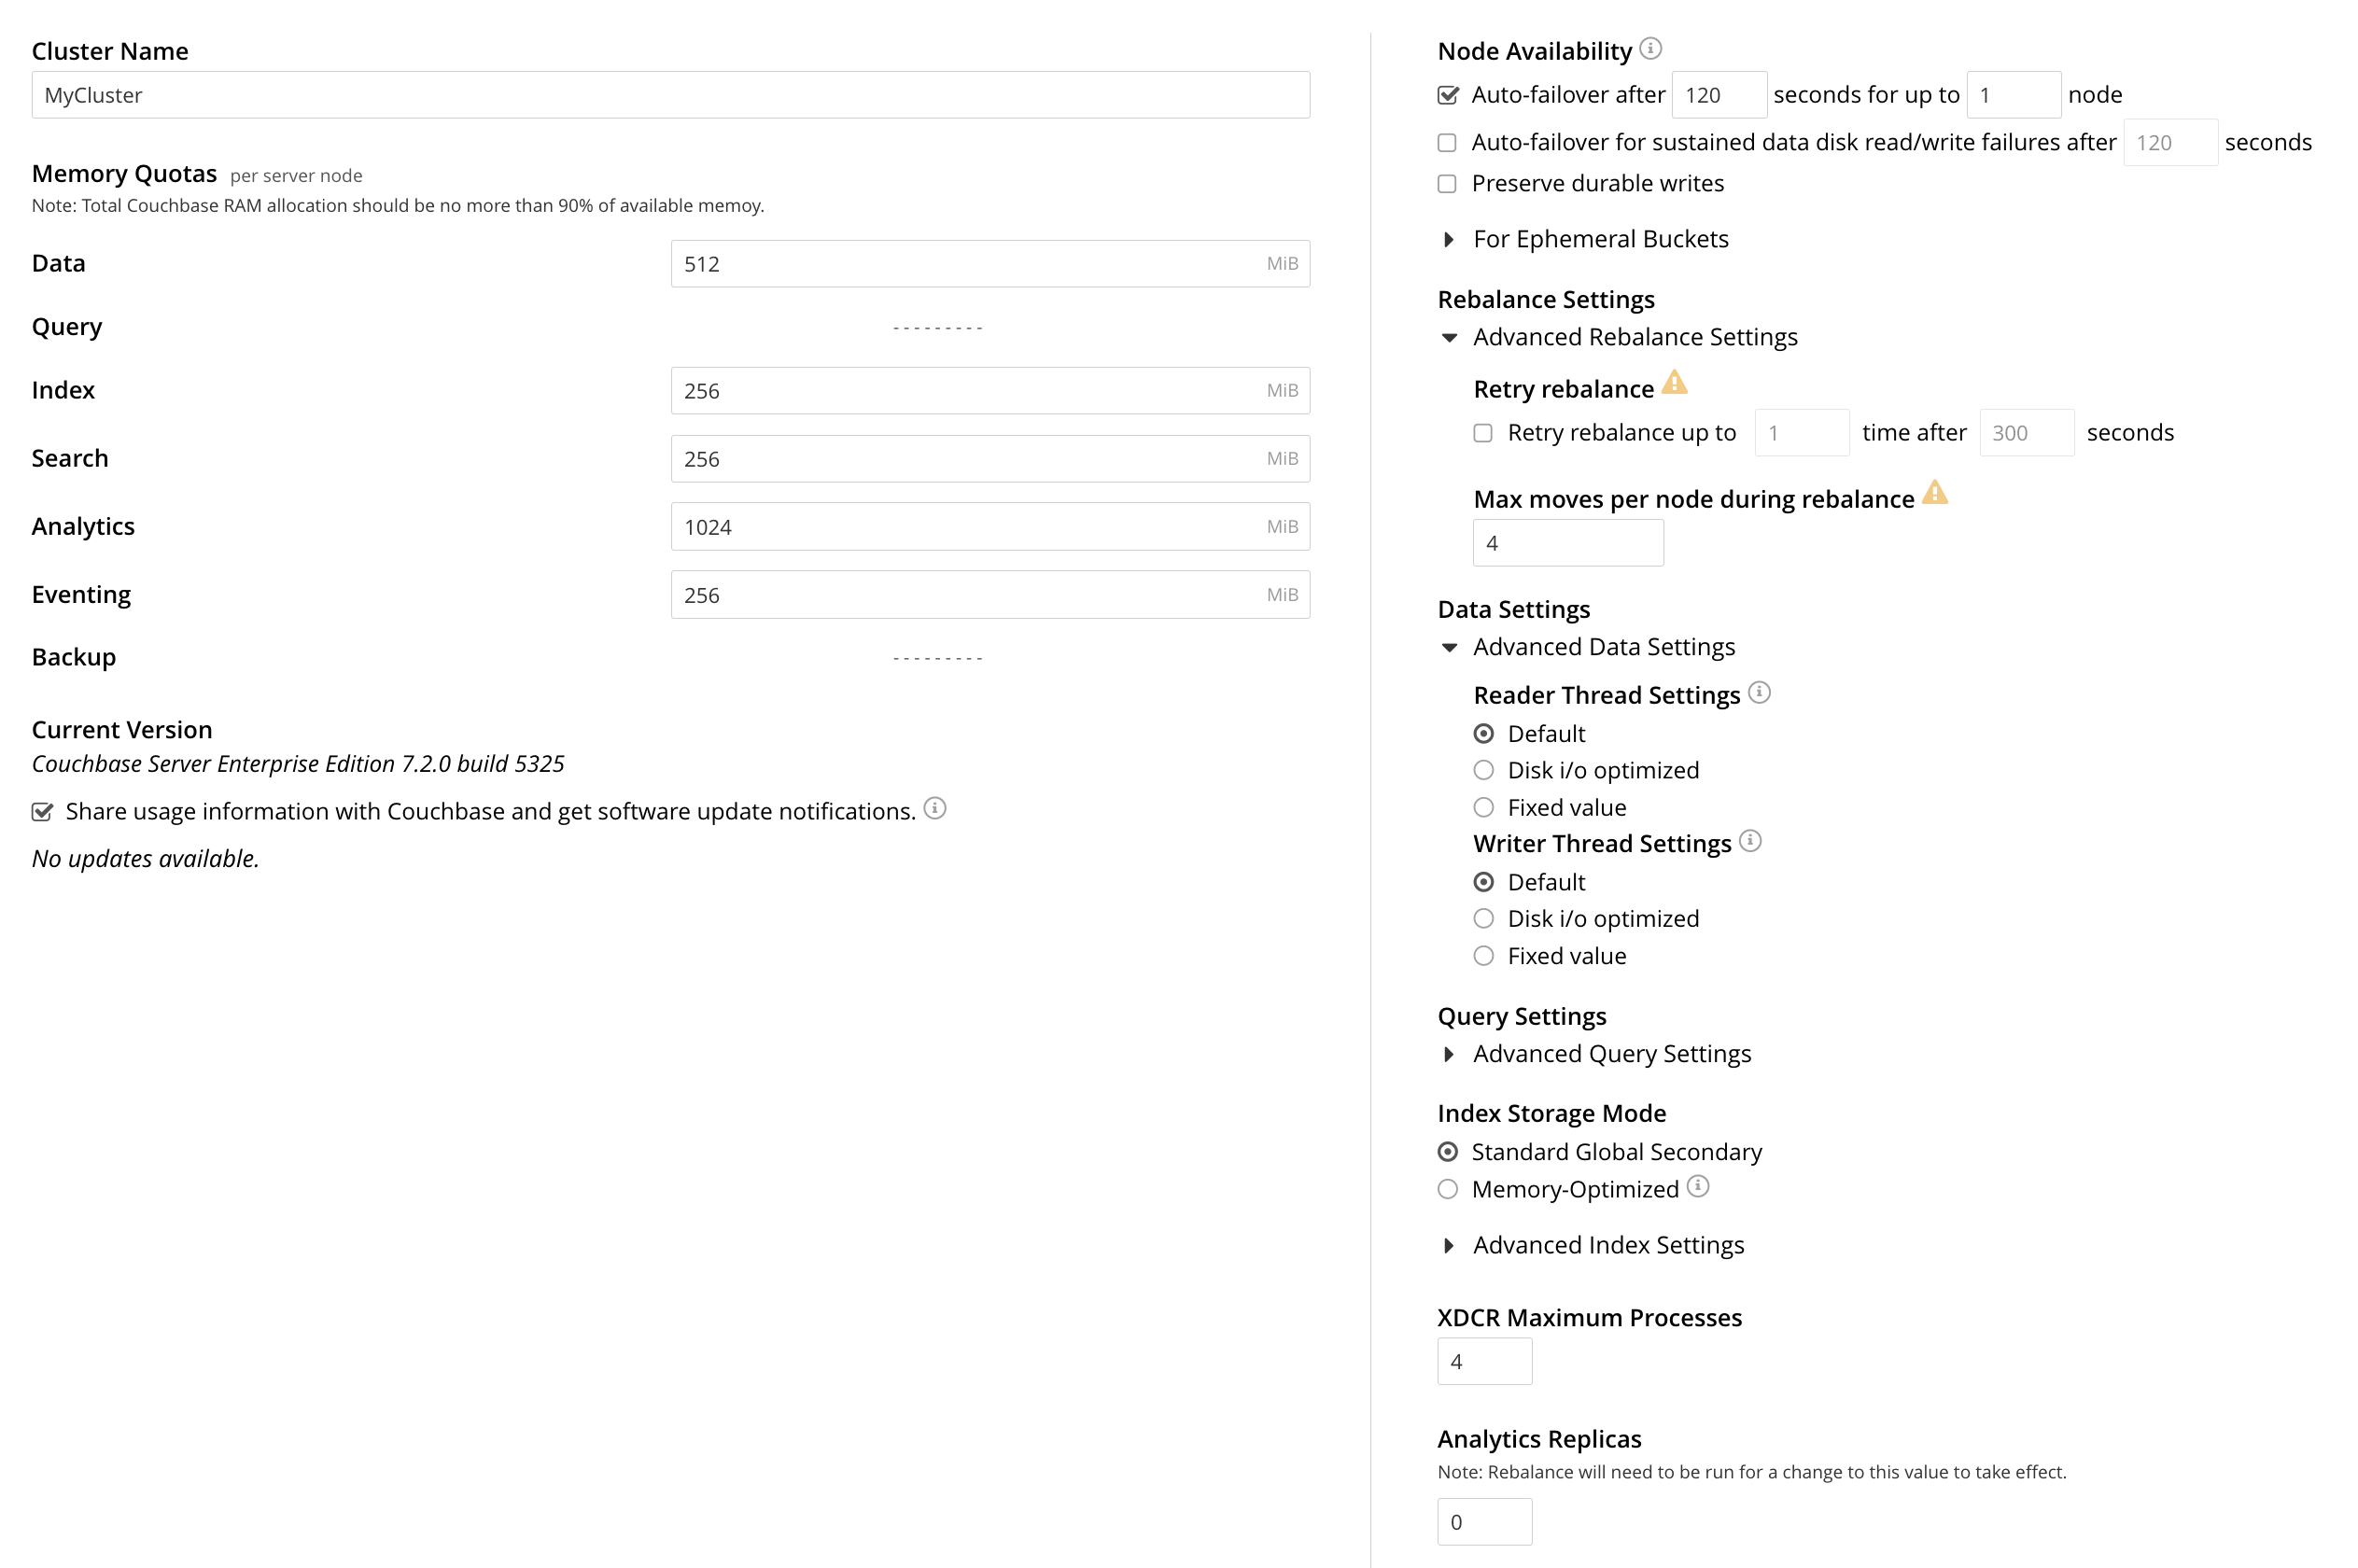 Cluster Name
MyCluster
Memory Quotas per server node
Note: Total Couchbase RAM allocation should be no more than 90% of available memoy.
Data 512 MiB
Query ---------
Index 256 MiB
Search 256 MiB
Analytics 1024 MiB
Eventing 256 MiB
Backup ---------
Current Version
Couchbase Server Enterprise Edition 7.2.0 build 5325
Share usage information with Couchbase and get software update notifications.
No updates available.
Node Availability
Auto-failover after 120 seconds for up to 1 node
Auto-failover for sustained data disk read/write failures after 120 seconds
Preserve durable writes
For Ephemeral Buckets
Rebalance Settings
Advanced Rebalance Settings
Retry rebalance
Retry rebalance up to 1 time after 300 seconds
Max moves per node during rebalance
4
Data Settings
Advanced Data Settings
Reader Thread Settings
Default
Disk i/o optimized
Fixed value
Writer Thread Settings
Default
Disk i/o optimized
Fixed value
Query Settings
Advanced Query Settings
Index Storage Mode
Standard Global Secondary
Memory-Optimized
Advanced Index Settings
XDCR Maximum Processes
4
Analytics Replicas
Note: Rebalance will need to be run for a change to this value to take effect.
0